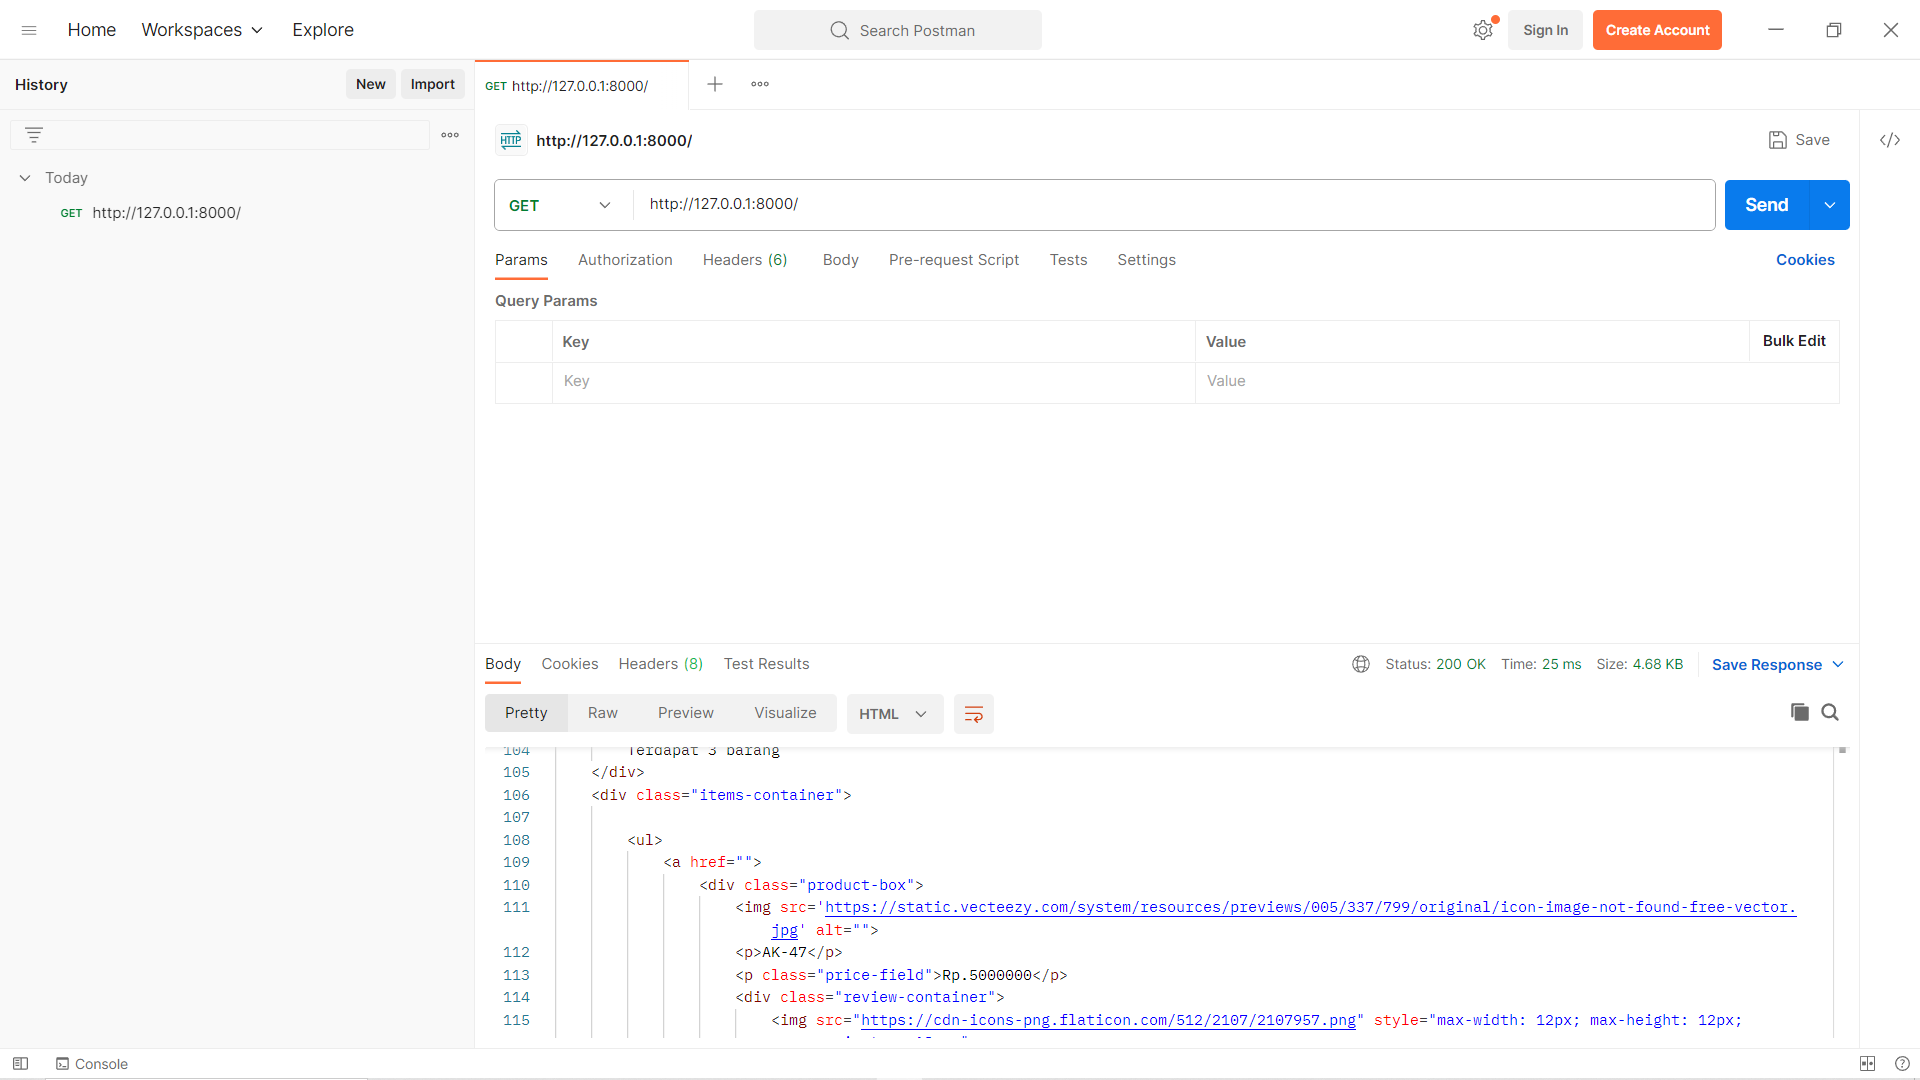 Home Workspaces Explore Search Postman Sign In Create Account
History New Import
GET http://127.0.0.1:8000/
Today
GET http://127.0.0.1:8000/
HTTP http://127.0.0.1:8000/ Save
GET http://127.0.0.1:8000/ Send
Params Authorization Headers (6) Body Pre-request Script Tests Settings Cookies
Query Params
Key Value Bulk Edit
Key Value
Body Cookies Headers (8) Test Results Status: 200 OK Time: 25 ms Size: 4.68 KB Save Response
Pretty Raw Preview Visualize HTML
104 Terdapat 3 barang
105 </div>
106 <div class="items-container">
107
108 <ul>
109 <a href="">
110 <div class="product-box">
111 <img src='https://static.vecteezy.com/system/resources/previews/005/337/799/original/icon-image-not-found-free-vector.
jpg' alt="">
112 <p>AK-47</p>
113 <p class="price-field">Rp.5000000</p>
114 <div class="review-container">
115 <img src="https://cdn-icons-png.flaticon.com/512/2107/2107957.png" style="max-width: 12px; max-height: 12px;
Console